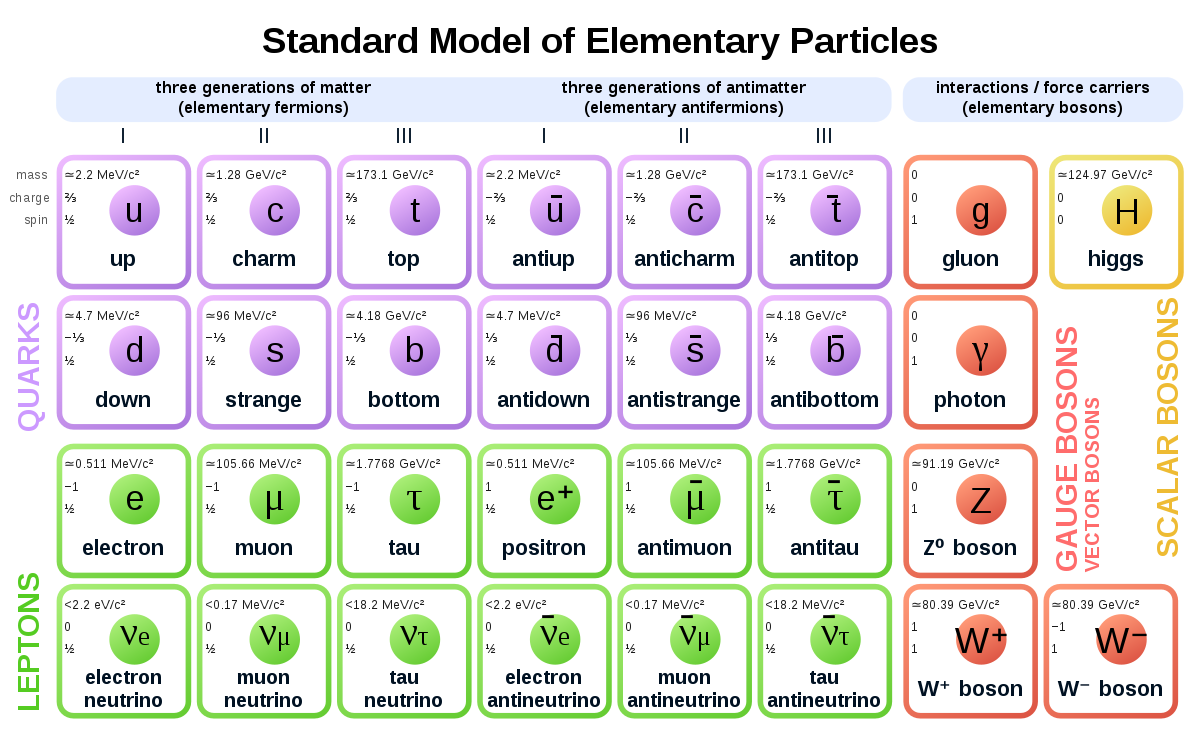 Standard Model of Elementary Particles
three generations of matter
(elementary fermions)
three generations of antimatter
(elementary antifermions)
interactions / force carriers
(elementary bosons)
I
II
III
I
II
III
mass
charge
spin
≃2.2 MeV/c²
⅔
½
u
up
≃1.28 GeV/c²
⅔
½
c
charm
≃173.1 GeV/c²
⅔
½
t
top
≃2.2 MeV/c²
−⅔
½
ū
antiup
≃1.28 GeV/c²
−⅔
½
c̄
anticharm
≃173.1 GeV/c²
−⅔
½
t̄
antitop
0
0
1
g
gluon
≃124.97 GeV/c²
0
0
H
higgs
QUARKS
≃4.7 MeV/c²
−⅓
½
d
down
≃96 MeV/c²
−⅓
½
s
strange
≃4.18 GeV/c²
−⅓
½
b
bottom
≃4.7 MeV/c²
⅓
½
d̄
antidown
≃96 MeV/c²
⅓
½
s̄
antistrange
≃4.18 GeV/c²
⅓
½
b̄
antibottom
0
0
1
γ
photon
≃0.511 MeV/c²
−1
½
e
electron
≃105.66 MeV/c²
−1
½
μ
muon
≃1.7768 GeV/c²
−1
½
τ
tau
≃0.511 MeV/c²
1
½
e⁺
positron
≃105.66 MeV/c²
1
½
μ̄
antimuon
≃1.7768 GeV/c²
1
½
τ̄
antitau
≃91.19 GeV/c²
0
1
Z
Z⁰ boson
GAUGE BOSONS
VECTOR BOSONS
SCALAR BOSONS
LEPTONS
<2.2 eV/c²
0
½
νe
electron
neutrino
<0.17 MeV/c²
0
½
νμ
muon
neutrino
<18.2 MeV/c²
0
½
ντ
tau
neutrino
<2.2 eV/c²
0
½
ν̄e
electron
antineutrino
<0.17 MeV/c²
0
½
ν̄μ
muon
antineutrino
<18.2 MeV/c²
0
½
ν̄τ
tau
antineutrino
≃80.39 GeV/c²
1
1
W⁺
W⁺ boson
≃80.39 GeV/c²
−1
1
W⁻
W⁻ boson